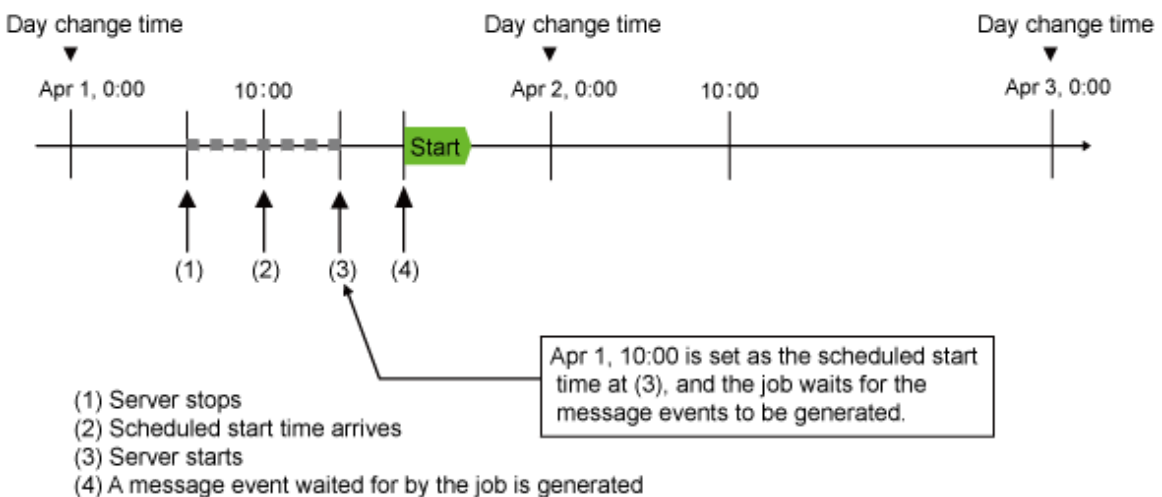 Day change time Day change time Day change time
Apr 1, 0:00 10:00 Apr 2, 0:00 10:00 Apr 3, 0:00
Start
(1) (2) (3) (4)
Apr 1, 10:00 is set as the scheduled start
time at (3), and the job waits for the
message events to be generated.
(1) Server stops
(2) Scheduled start time arrives
(3) Server starts
(4) A message event waited for by the job is generated